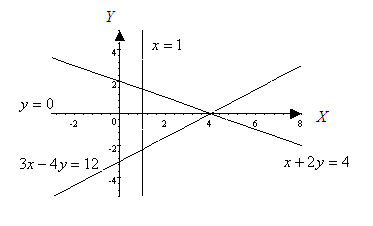 Y
4
x = 1
2
y = 0
-2 0 2 4 6 8 X
-2
3x − 4y = 12
x + 2y = 4
-4